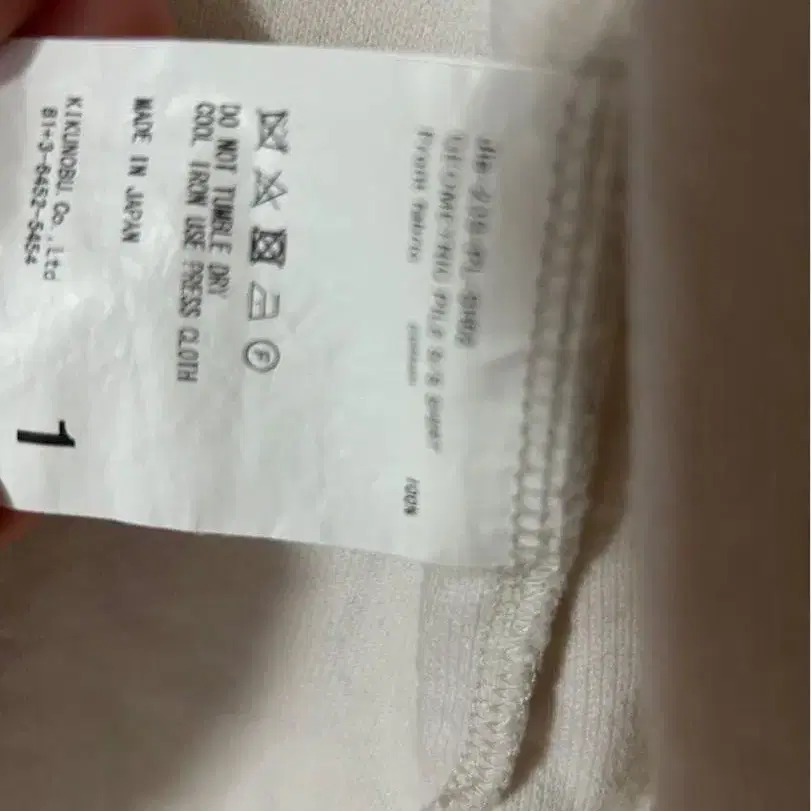 Front fabric 100%
F
DO NOT TUMBLE DRY
COOL IRON USE PRESS CLOTH
MADE IN JAPAN
KIKUNOBU.Co.,Ltd
81-3-6452-5454
1